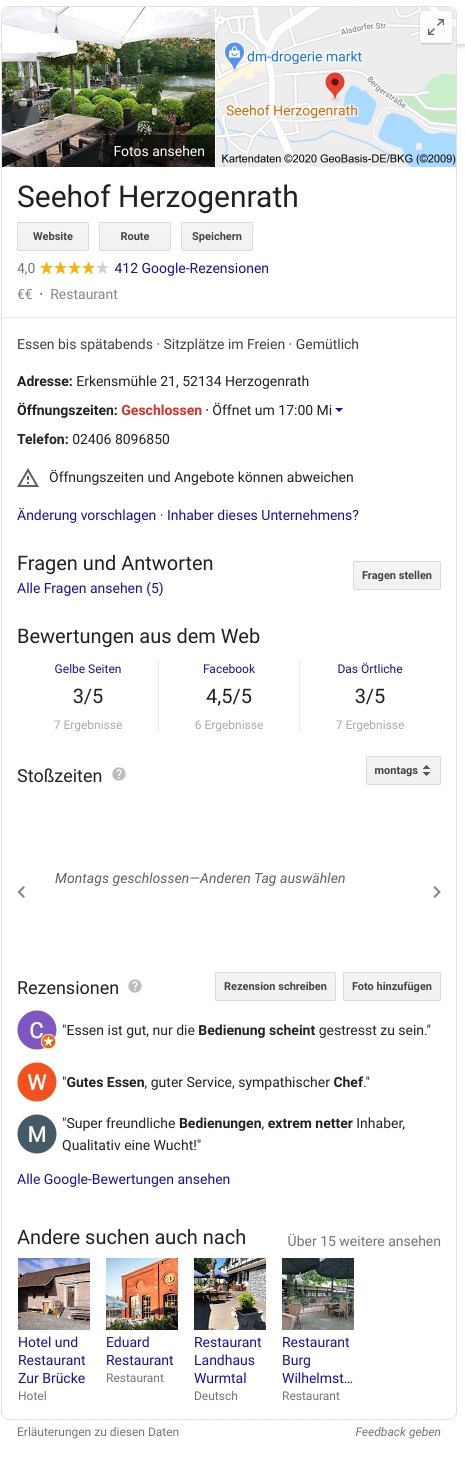 Alsdorfer Str.
dm-drogerie markt
Bergerstraße
Seehof Herzogenrath
Fotos ansehen
Kartendaten ©2020 GeoBasis-DE/BKG (©2009)
Seehof Herzogenrath
Website Route Speichern
4,0 412 Google-Rezensionen
€€ · Restaurant
Essen bis spätabends · Sitzplätze im Freien · Gemütlich
Adresse: Erkensmühle 21, 52134 Herzogenrath
Öffnungszeiten: Geschlossen · Öffnet um 17:00 Mi
Telefon: 02406 8096850
Öffnungszeiten und Angebote können abweichen
Änderung vorschlagen · Inhaber dieses Unternehmens?
Fragen und Antworten
Alle Fragen ansehen (5)
Fragen stellen
Bewertungen aus dem Web
Gelbe Seiten Facebook Das Örtliche
3/5 4,5/5 3/5
7 Ergebnisse 6 Ergebnisse 7 Ergebnisse
Stoßzeiten ? montags
Montags geschlossen—Anderen Tag auswählen
Rezensionen ? Rezension schreiben Foto hinzufügen
C "Essen ist gut, nur die Bedienung scheint gestresst zu sein."
W "Gutes Essen, guter Service, sympathischer Chef."
M "Super freundliche Bedienungen, extrem netter Inhaber,
Qualitativ eine Wucht!"
Alle Google-Bewertungen ansehen
Andere suchen auch nach Über 15 weitere ansehen
Hotel und Eduard Restaurant Restaurant
Restaurant Restaurant Landhaus Burg
Zur Brücke Restaurant Wurmtal Wilhelmst...
Hotel Deutsch Restaurant
Erläuterungen zu diesen Daten Feedback geben